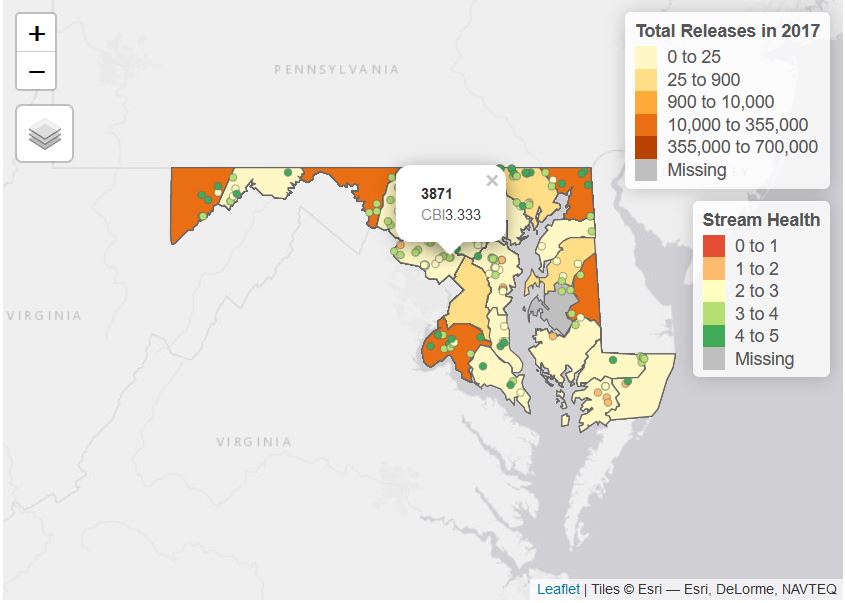 +
−
PENNSYLVANIA
Total Releases in 2017
0 to 25
25 to 900
900 to 10,000
10,000 to 355,000
355,000 to 700,000
Missing
×
3871
CBI3.333
Stream Health
0 to 1
1 to 2
2 to 3
3 to 4
4 to 5
Missing
VIRGINIA
VIRGINIA
Leaflet | Tiles © Esri — Esri, DeLorme, NAVTEQ